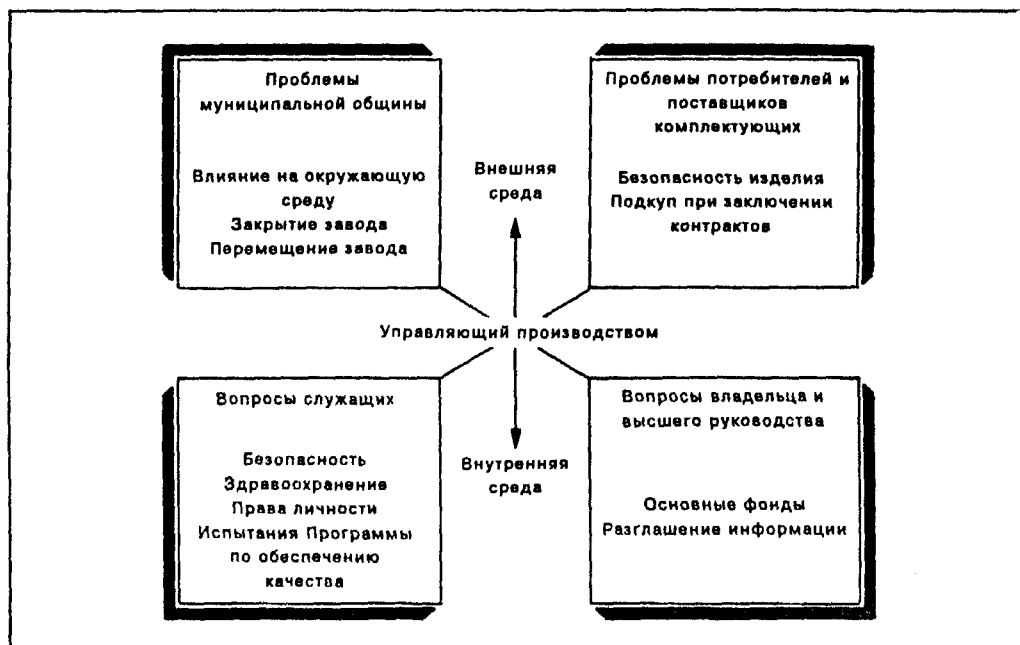 Проблемы
муниципальной общины
Влияние на окружающую
среду
Закрытие завода
Перемещение завода
Проблемы потребителей и
поставщиков
комплектующих
Безопасность изделия
Подкуп при заключении
контрактов
Внешняя
среда
Управляющий производством
Вопросы служащих
Безопасность
Здравоохранение
Права личности
Испытания Программы
по обеспечению
качества
Внутренняя
среда
Вопросы владельца и
высшего руководства
Основные фонды
Разглашение информации